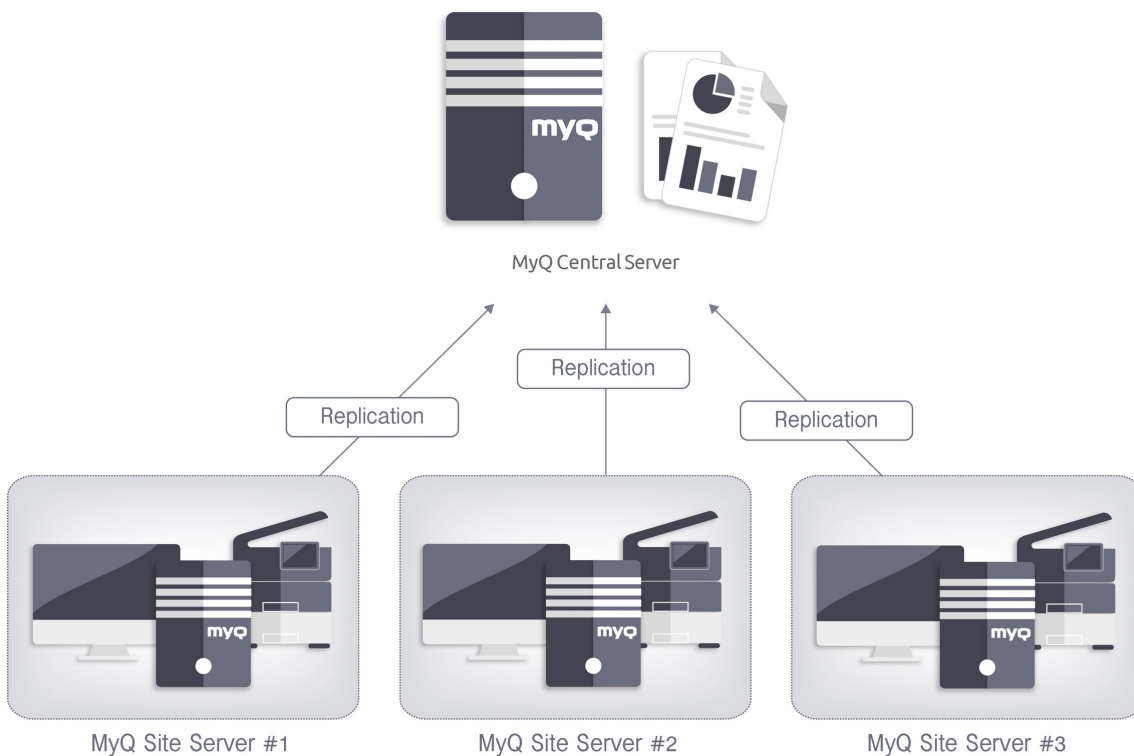 myQ
MyQ Central Server
Replication
Replication
Replication
myQ
myQ
myQ
MyQ Site Server #1
MyQ Site Server #2
MyQ Site Server #3